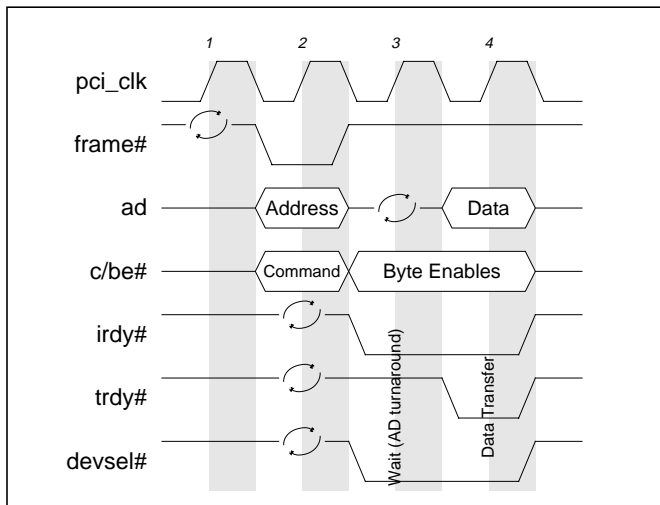 1 2 3 4
pci_clk
frame#
ad Address Data
c/be# Command Byte Enables
irdy#
trdy#
devsel#
Wait (AD turnaround)
Data Transfer